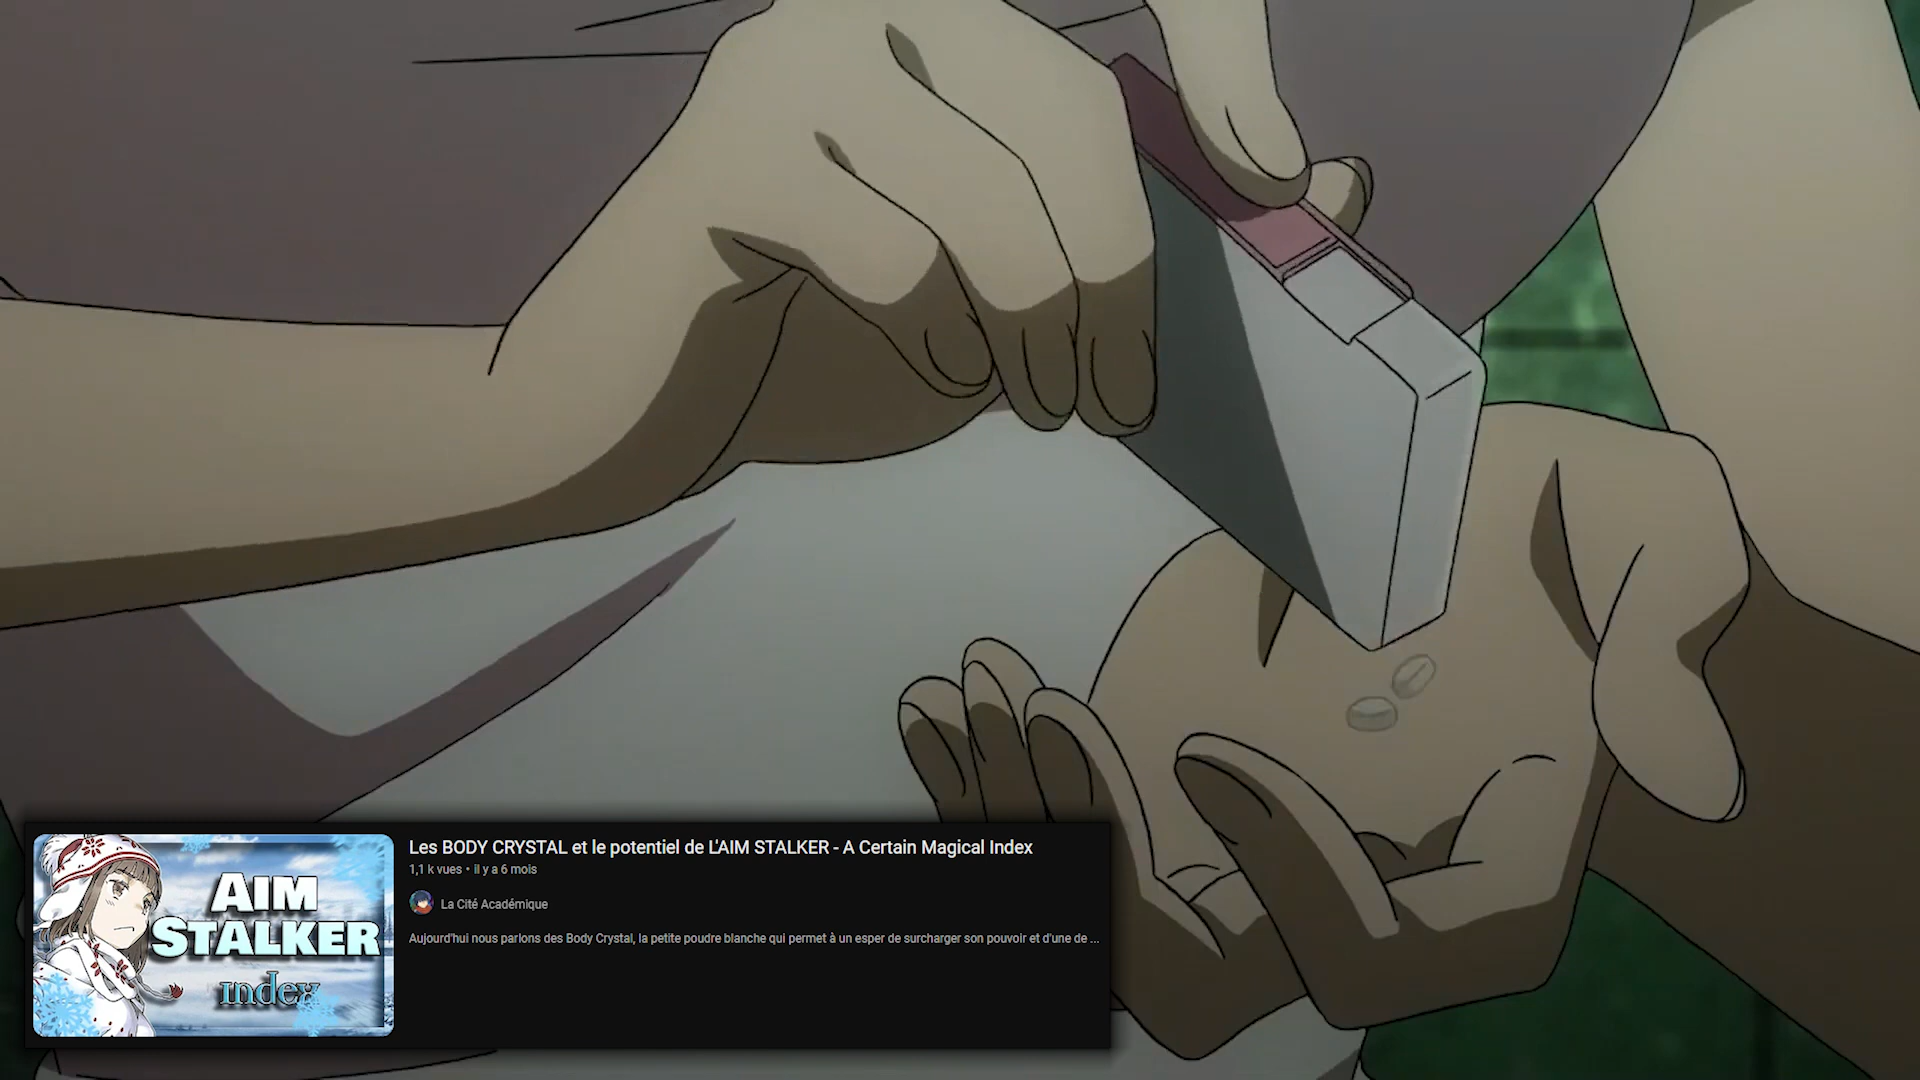 Les BODY CRYSTAL et le potentiel de L'AIM STALKER - A Certain Magical Index
1,1 k vues • il y a 6 mois
La Cité Académique
Aujourd'hui nous parlons des Body Crystal, la petite poudre blanche qui permet à un esper de surcharger son pouvoir et d'une de ...
AIM
STALKER
index